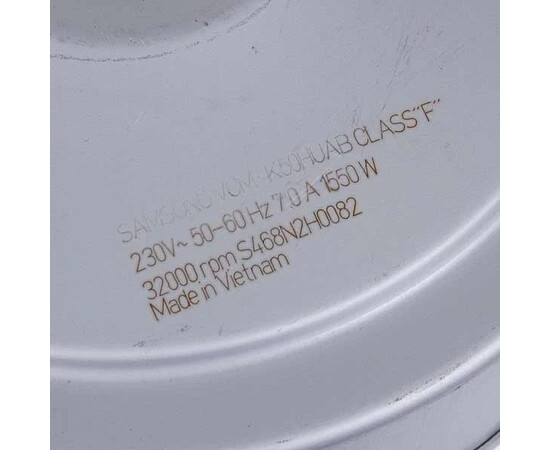 SAMSUNG VCM-K50HUAB CLASS"F"
230V~ 50-60 Hz 7.0 A 1550 W
32000 rpm S468N2H0082
Made in Vietnam